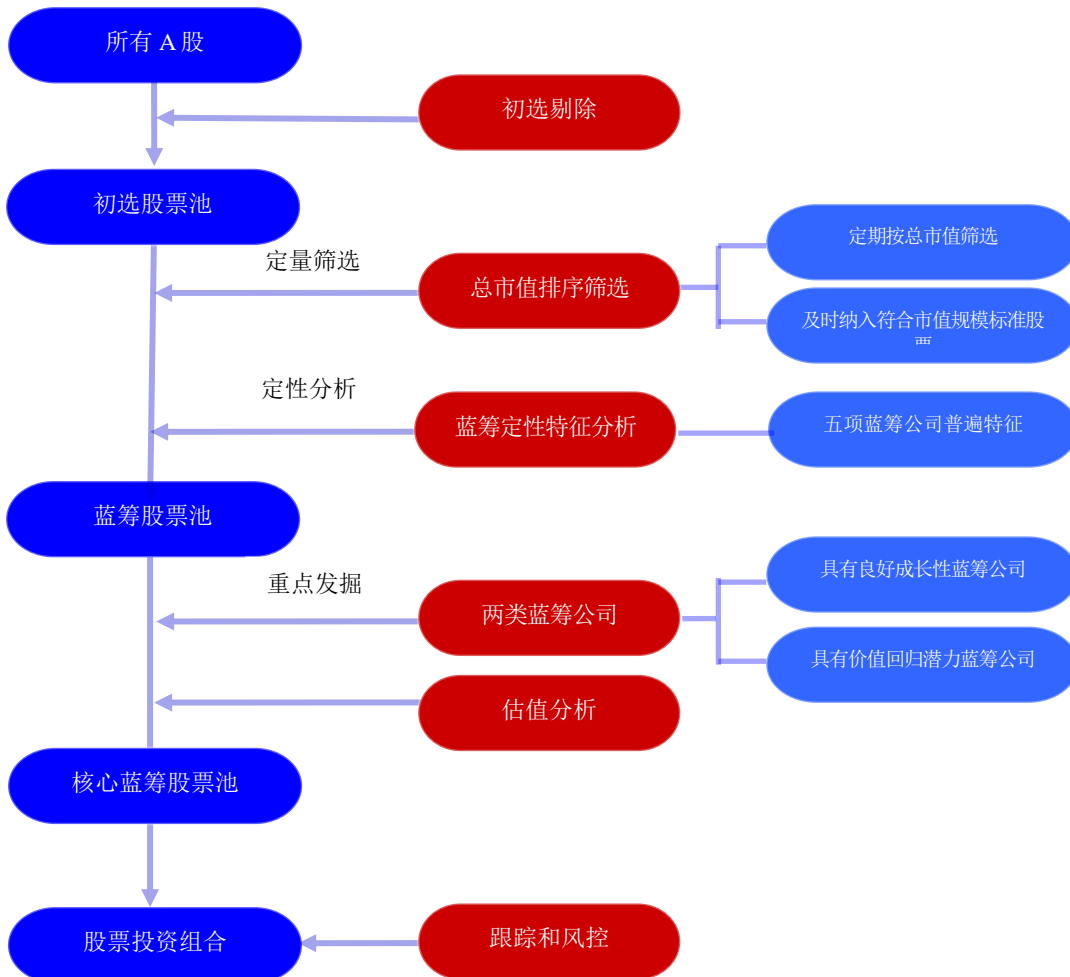 所有 A 股
初选剔除
初选股票池
定量筛选
总市值排序筛选
定期按总市值筛选
及时纳入符合市值规模标准股
票
定性分析
蓝筹定性特征分析
五项蓝筹公司普遍特征
蓝筹股票池
重点发掘
两类蓝筹公司
具有良好成长性蓝筹公司
具有价值回归潜力蓝筹公司
估值分析
核心蓝筹股票池
股票投资组合
跟踪和风控